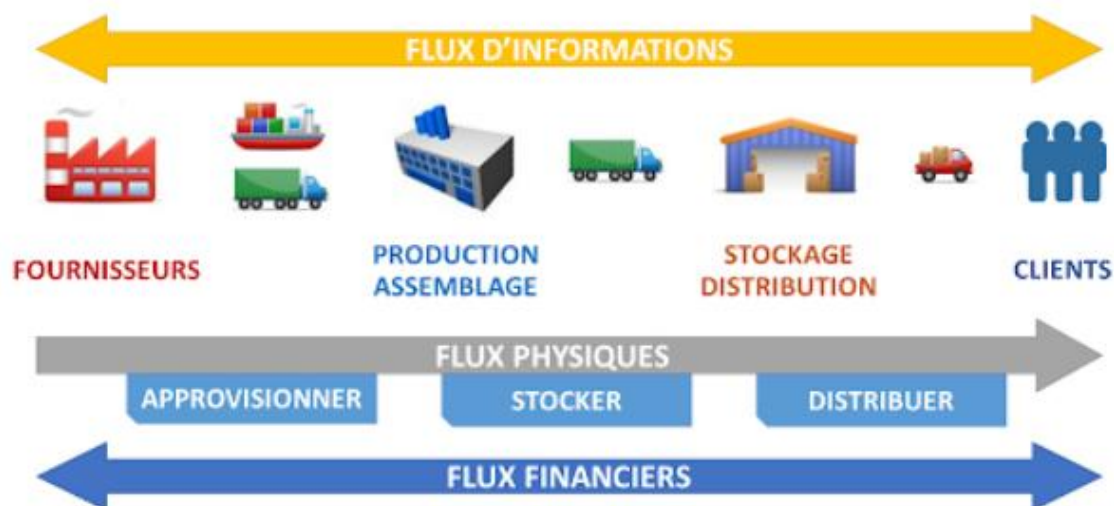 FLUX D'INFORMATIONS
FOURNISSEURS
PRODUCTION
ASSEMBLAGE
STOCKAGE
DISTRIBUTION
CLIENTS
FLUX PHYSIQUES
APPROVISIONNER
STOCKER
DISTRIBUER
FLUX FINANCIERS